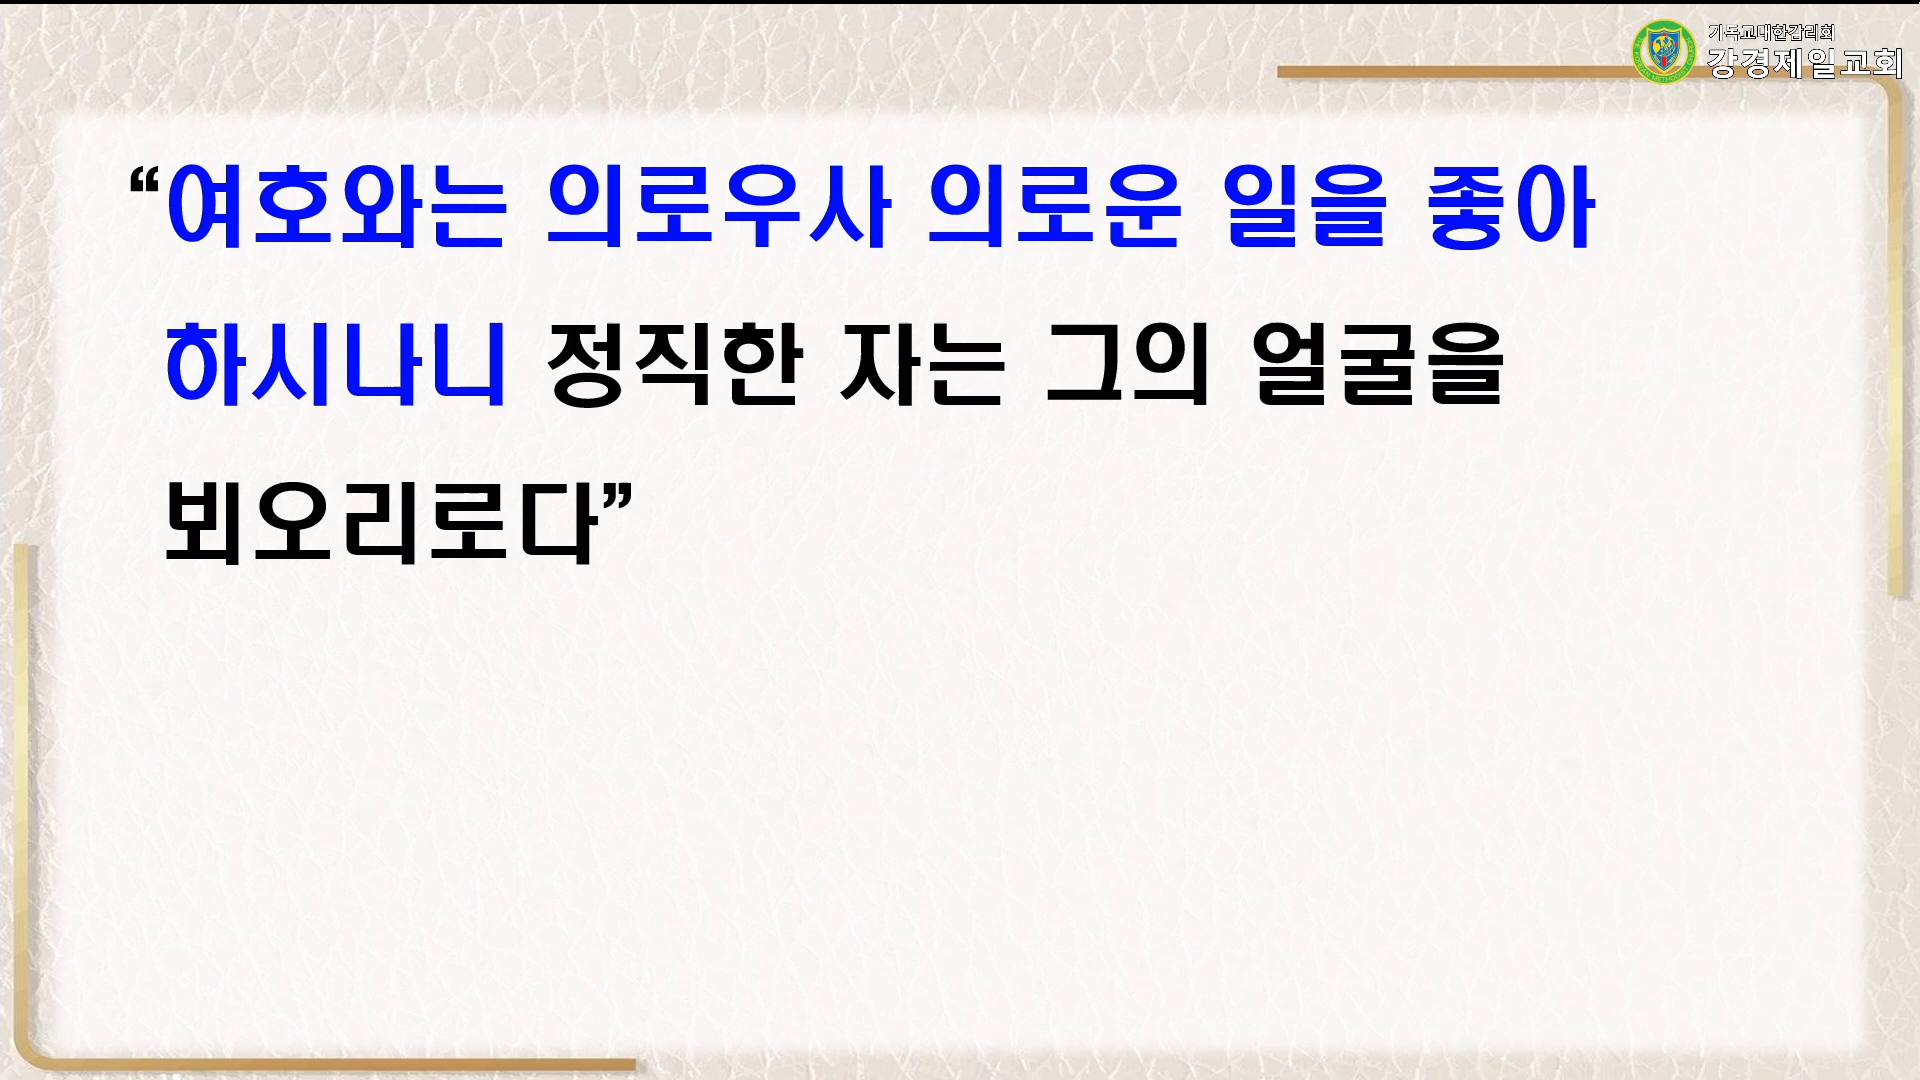 기독교대한감리회
강경제일교회
“여호와는 의로우사 의로운 일을 좋아
하시나니 정직한 자는 그의 얼굴을
뵈오리로다”